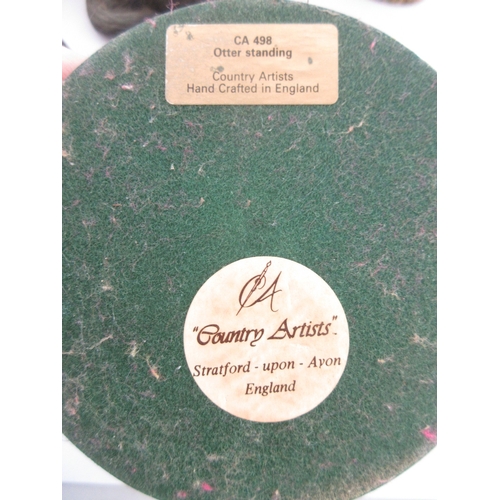 CA 498
Otter standing
Country Artists
Hand Crafted in England
CA
"Country Artists"
Stratford - upon - Avon
England